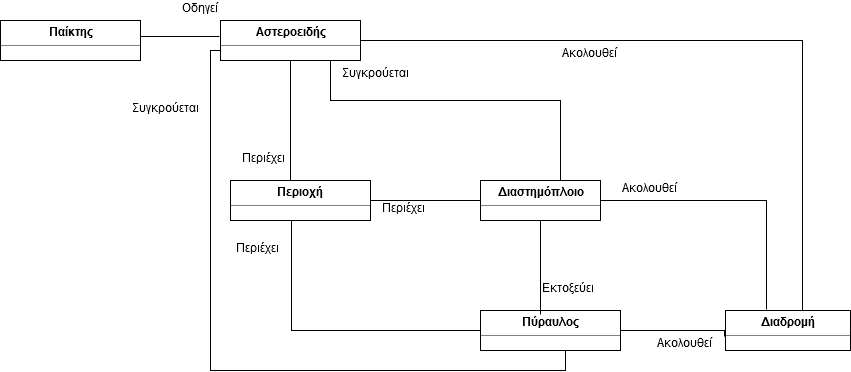 Οδηγεί
Παίκτης
Αστεροειδής
Ακολουθεί
Συγκρούεται
Συγκρούεται
Περιέχει
Περιοχή
Διαστημόπλοιο
Ακολουθεί
Περιέχει
Περιέχει
Εκτοξεύει
Πύραυλος
Διαδρομή
Ακολουθεί